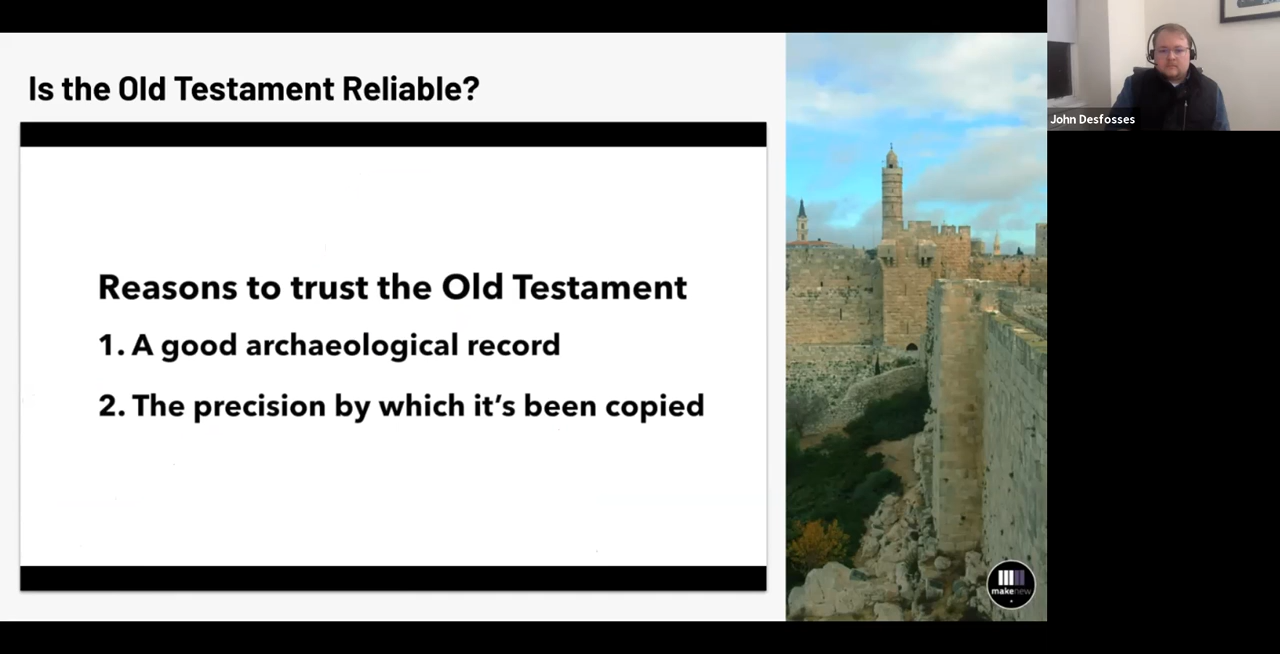 Is the Old Testament Reliable?
Reasons to trust the Old Testament
1. A good archaeological record
2. The precision by which it's been copied
John Desfosses
makenew